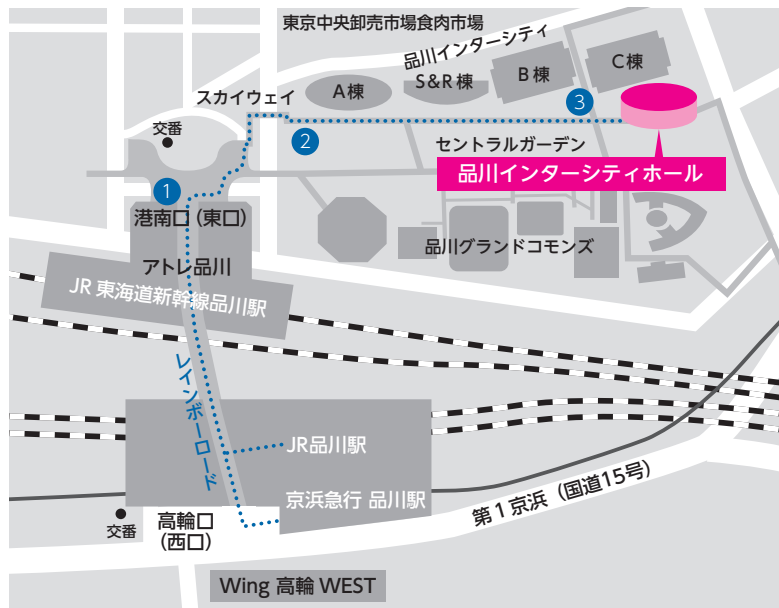 東京中央卸売市場食肉市場
品川インターシティ
A棟
S&R棟
B棟
C棟
スカイウェイ
交番
3
2
セントラルガーデン
品川インターシティホール
1
港南口(東口)
品川グランドコモンズ
アトレ品川
JR 東海道新幹線品川駅
レインボーロード
JR品川駅
京浜急行 品川駅
第1京浜(国道15号)
交番
高輪口
(西口)
Wing 高輪 WEST